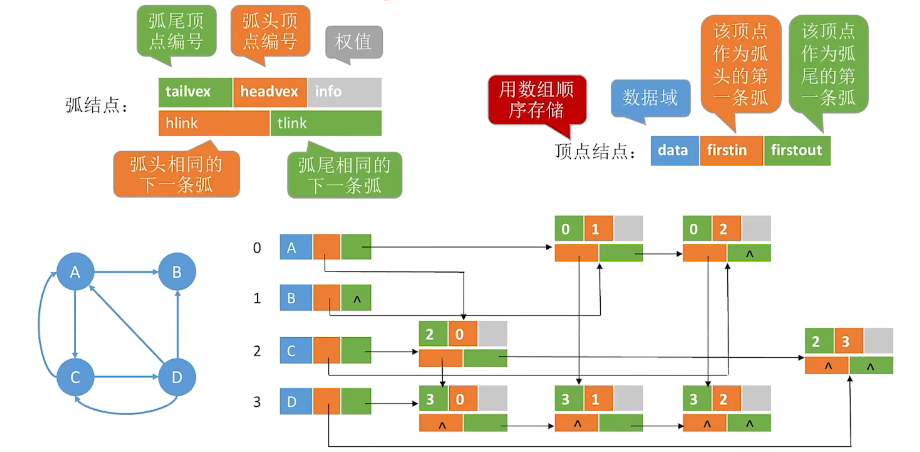 弧尾顶
点编号
弧头顶
点编号
权值
弧结点：
tailvex headvex info
hlink tlink
弧头相同的
下一条弧
弧尾相同的
下一条弧
用数组顺
序存储
数据域
该顶点
作为弧
头的第
一条弧
该顶点
作为弧
尾的第
一条弧
顶点结点：
data firstin firstout
A B
C D
0 A
0 1
0 2
^
1 B ^
2 C
2 0
2 3
^ ^
3 D
3 0
^
3 1
^
3 2
^ ^